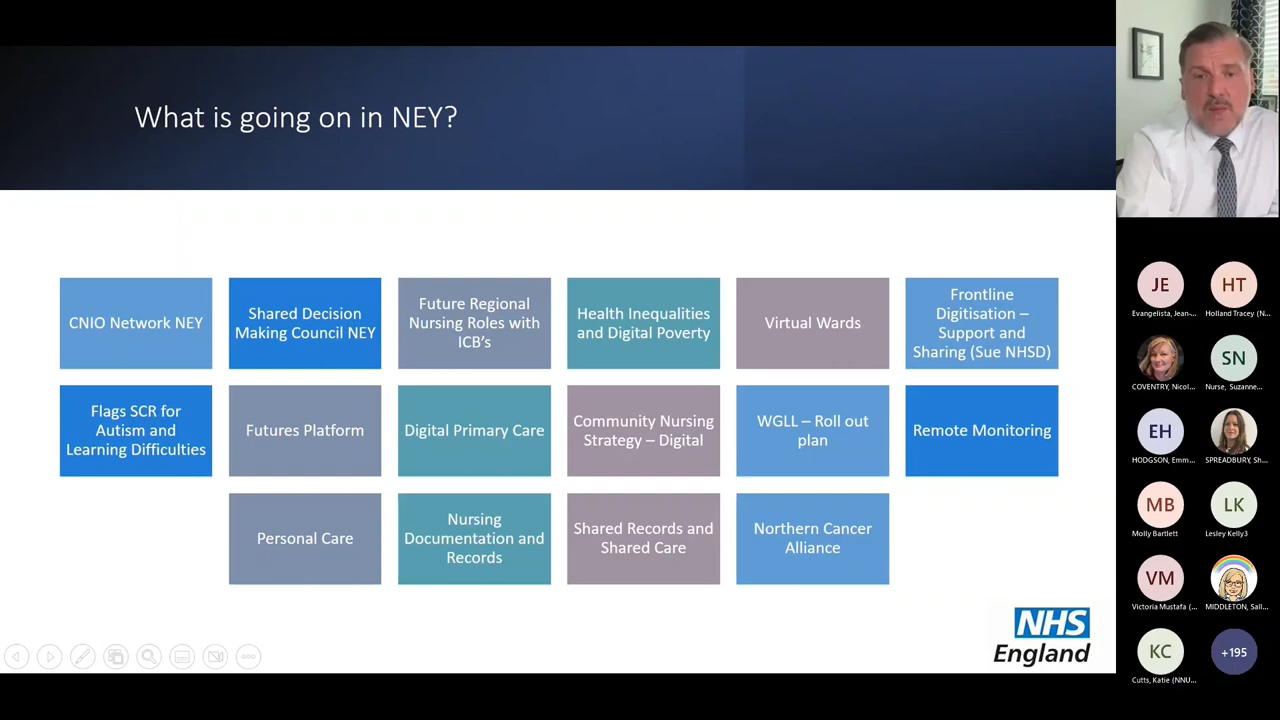 What is going on in NEY?
CNIO Network NEY
Shared Decision
Making Council NEY
Future Regional
Nursing Roles with
ICB's
Health Inequalities
and Digital Poverty
Virtual Wards
Frontline
Digitisation –
Support and
Sharing (Sue NHSD)
Flags SCR for
Autism and
Learning Difficulties
Futures Platform
Digital Primary Care
Community Nursing
Strategy – Digital
WGLL – Roll out
plan
Remote Monitoring
Personal Care
Nursing
Documentation and
Records
Shared Records and
Shared Care
Northern Cancer
Alliance
NHS
England
JE
HT
Evangelista, Jean-...
Holland Tracey (N...
SN
COVENTRY, Nicol...
Nurse, Suzanne...
EH
HODGSON, Emm...
SPREADBURY, Sh...
MB
LK
Molly Bartlett
Lesley Kelly3
VM
Victoria Mustafa (...
MIDDLETON, Sall...
KC
+195
Cutts, Katie (NNU...